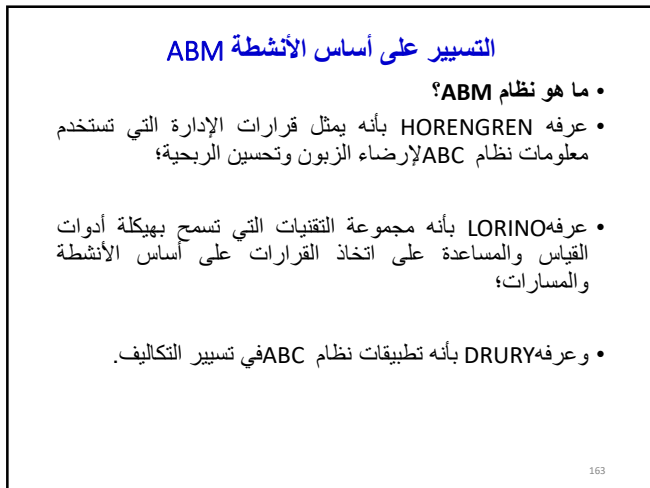 التسيير على أساس الأنشطة ABM
• ما هو نظام ABM؟
• عرفه HORENGREN بأنه يمثل قرارات الإدارة التي تستخدم
معلومات نظام ABCلإرضاء الزبون وتحسين الربحية؛
• عرفهLORINO بأنه مجموعة التقنيات التي تسمح بهيكلة أدوات
القياس والمساعدة على اتخاذ القرارات على أساس الأنشطة
والمسارات؛
• وعرفهDRURY بأنه تطبيقات نظام ABCفي تسيير التكاليف.
163